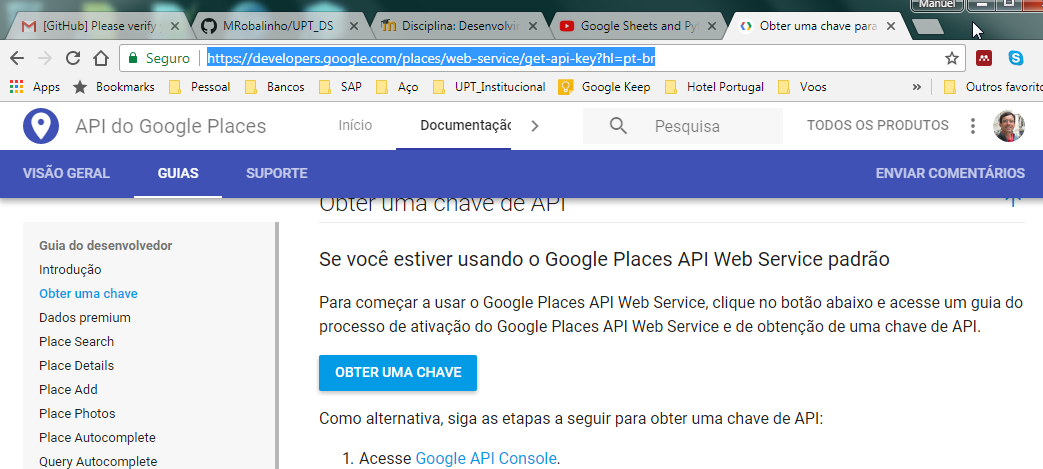 Manuel
[GitHub] Please verify y
MRobalinho/UPT_DS
Disciplina: Desenvolvin
Google Sheets and Py
Obter uma chave para
Seguro
https://developers.google.com/places/web-service/get-api-key?hl=pt-br
Apps
Bookmarks
Pessoal
Bancos
SAP
Aço
UPT_Institucional
Google Keep
Hotel Portugal
Voos
»
Outros favorito
API do Google Places
Início
Documentaçã
Pesquisa
TODOS OS PRODUTOS
VISÃO GERAL
GUIAS
SUPORTE
ENVIAR COMENTÁRIOS
Obter uma chave de API
Guia do desenvolvedor
Introdução
Obter uma chave
Dados premium
Place Search
Place Details
Place Add
Place Photos
Place Autocomplete
Query Autocomplete
Se você estiver usando o Google Places API Web Service padrão
Para começar a usar o Google Places API Web Service, clique no botão abaixo e acesse um guia do
processo de ativação do Google Places API Web Service e de obtenção de uma chave de API.
OBTER UMA CHAVE
Como alternativa, siga as etapas a seguir para obter uma chave de API:
1. Acesse Google API Console.